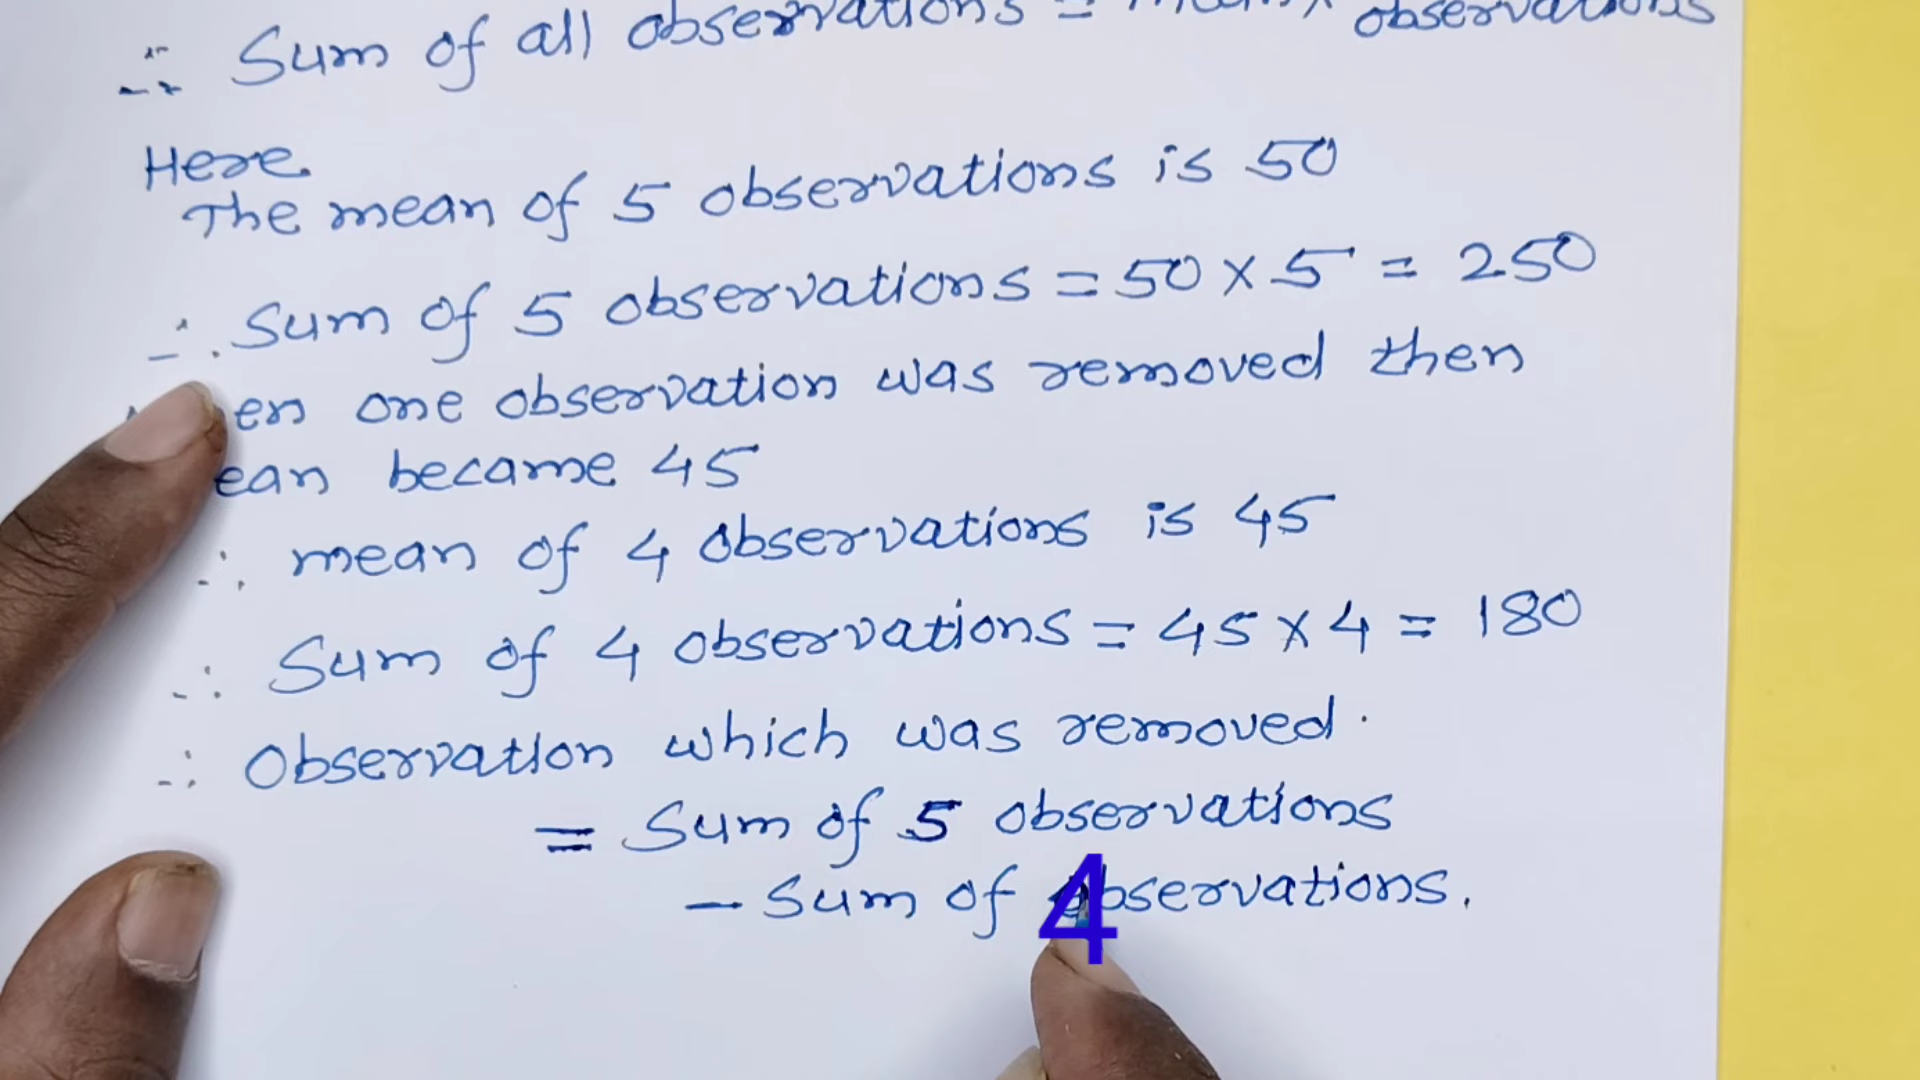 ∴ Sum of all observations = mean × observations
Here
The mean of 5 observations is 50
∴ Sum of 5 observations = 50 × 5 = 250
en one observation was removed then
ean became 45
∴ mean of 4 observations is 45
∴ Sum of 4 observations = 45 × 4 = 180
∴ Observation which was removed.
= Sum of 5 observations
- Sum of 4 observations.